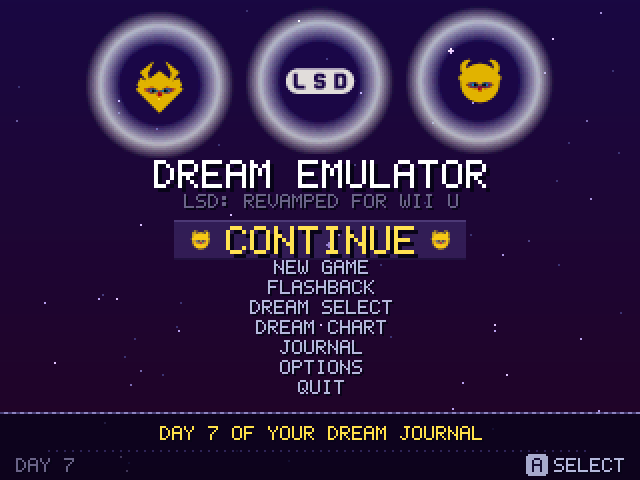 LSD
DREAM EMULATOR
LSD: REVAMPED FOR WII U
CONTINUE
NEW GAME
FLASHBACK
DREAM SELECT
DREAM CHART
JOURNAL
OPTIONS
QUIT
DAY 7 OF YOUR DREAM JOURNAL
DAY 7
A SELECT